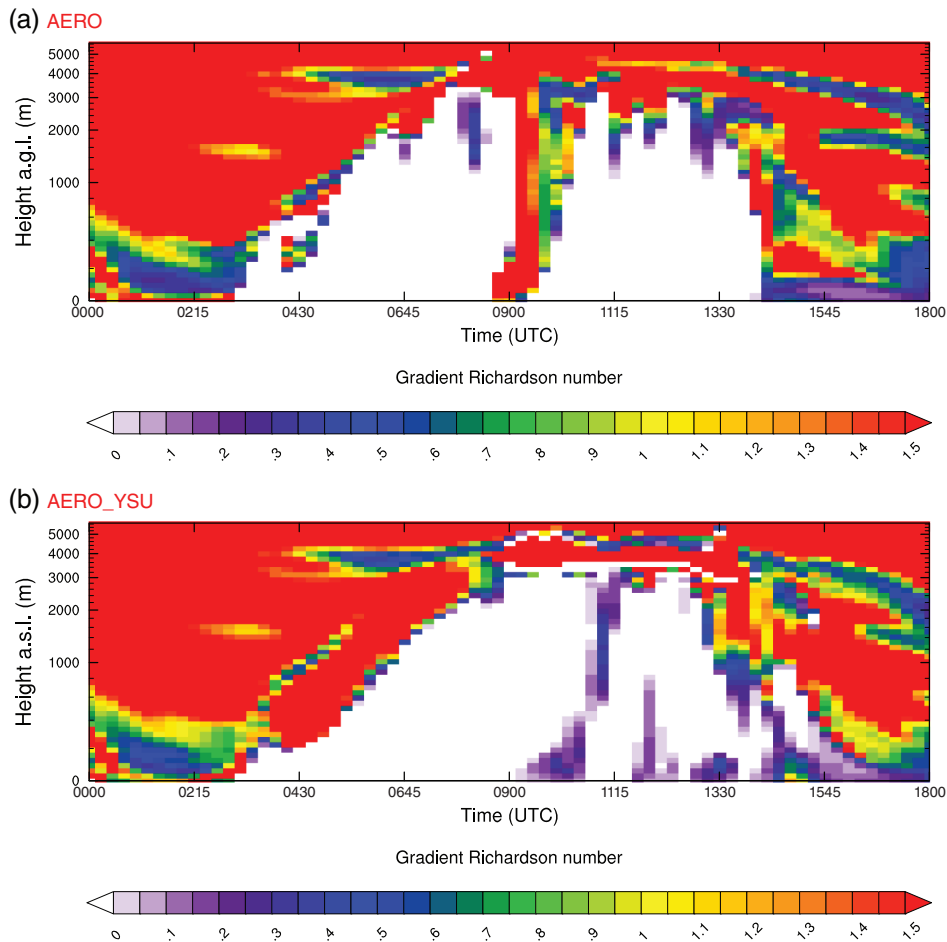 (a) AERO
Height a.g.l. (m)
5000
4000
3000
2000
1000
0
0000 0215 0430 0645 0900 1115 1330 1545 1800
Time (UTC)
Gradient Richardson number
0 .1 .2 .3 .4 .5 .6 .7 .8 .9 1 1.1 1.2 1.3 1.4 1.5
(b) AERO_YSU
Height a.s.l. (m)
5000
4000
3000
2000
1000
0
0000 0215 0430 0645 0900 1115 1330 1545 1800
Time (UTC)
Gradient Richardson number
0 .1 .2 .3 .4 .5 .6 .7 .8 .9 1 1.1 1.2 1.3 1.4 1.5